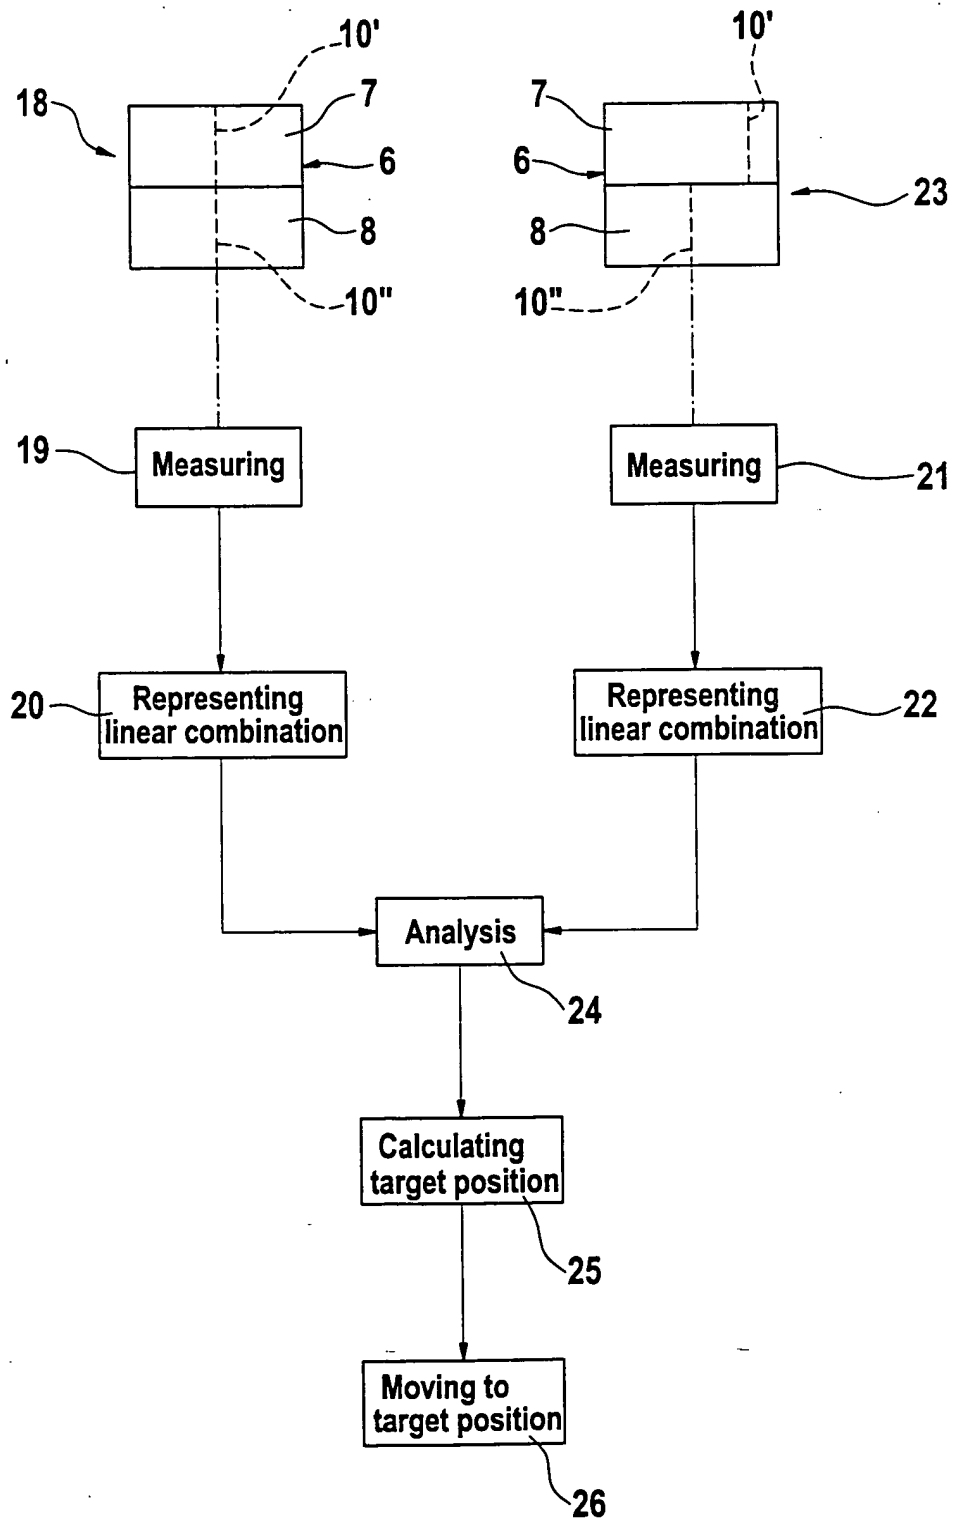 10'
10'
18
7
7
6
6
23
8
8
10"
10"
19
Measuring
Measuring
21
20
Representing
linear combination
Representing
linear combination
22
Analysis
24
Calculating
target position
25
Moving to
target position
26